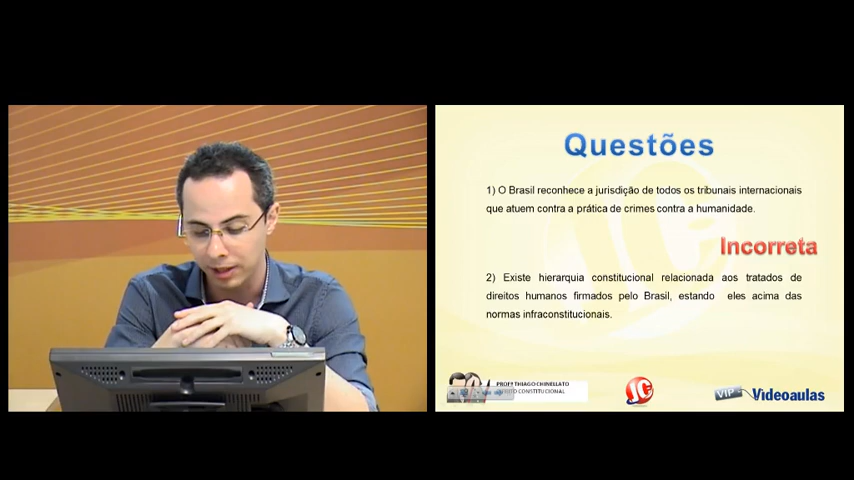 Questões
1) O Brasil reconhece a jurisdição de todos os tribunais internacionais
que atuem contra a prática de crimes contra a humanidade.
Incorreta
2) Existe hierarquia constitucional relacionada aos tratados de
direitos humanos firmados pelo Brasil, estando eles acima das
normas infraconstitucionais.
THIAGO CHINELLATO
CONSTITUCIONAL
JC
VIP Videoaulas